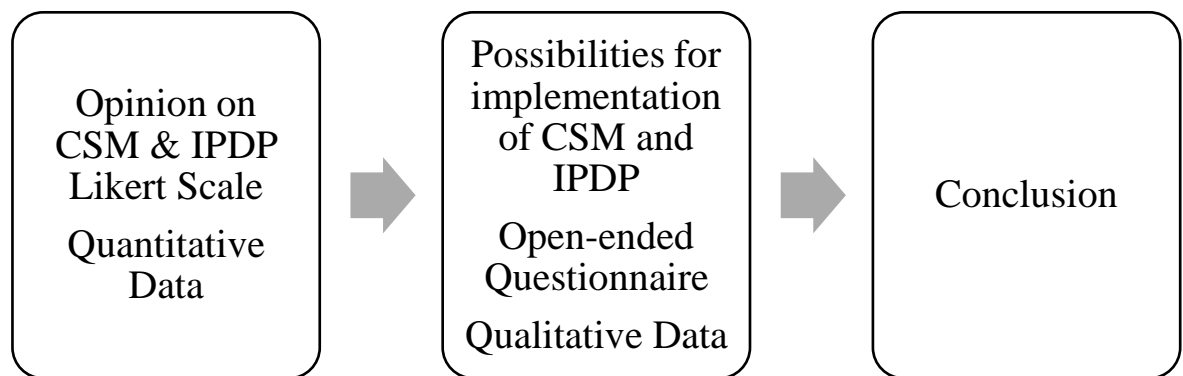 Opinion on
CSM & IPDP
Likert Scale
Quantitative
Data
Possibilities for
implementation
of CSM and
IPDP
Open-ended
Questionnaire
Qualitative Data
Conclusion